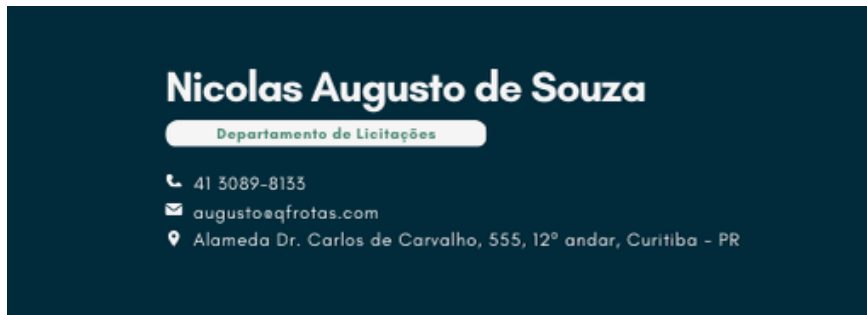 Nicolas Augusto de Souza
Departamento de Licitações
41 3089-8133
augusto@qfrotas.com
Alameda Dr. Carlos de Carvalho, 555, 12º andar, Curitiba - PR